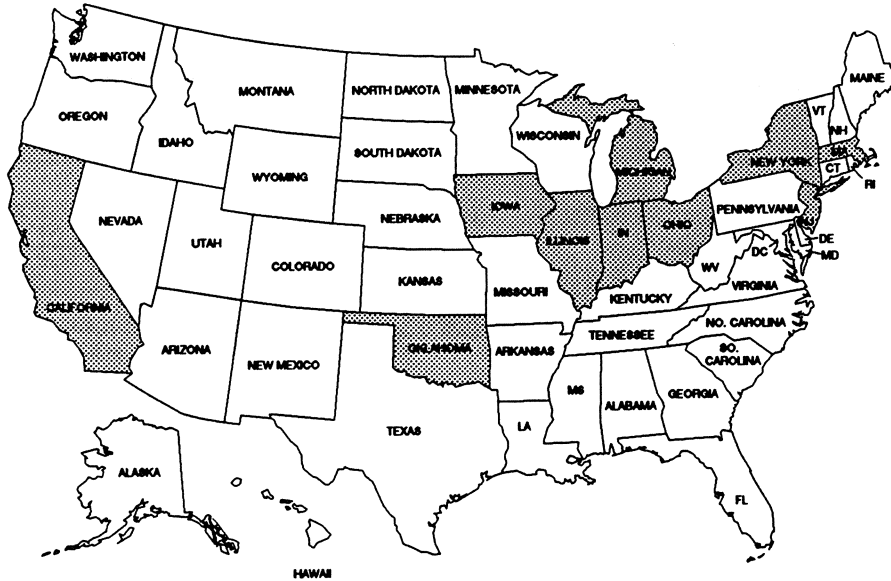 WASHINGTON
MAINE
MONTANA
NORTH DAKOTA
MINNESOTA
VT
OREGON
NH
WISCONSIN
IDAHO
MA
SOUTH DAKOTA
NEW YORK
MICHIGAN
CT
WYOMING
RI
IOWA
PENNSYLVANIA
NEVADA
NEBRASKA
NJ
OHIO
IN
ILLINOIS
UTAH
DE
DC
MD
COLORADO
WV
KANSAS
MISSOURI
VIRGINIA
KENTUCKY
CALIFORNIA
NO. CAROLINA
TENNESSEE
ARIZONA
OKLAHOMA
ARKANSAS
SO.
CAROLINA
NEW MEXICO
MS
GEORGIA
ALABAMA
LA
TEXAS
ALASKA
FL
HAWAII